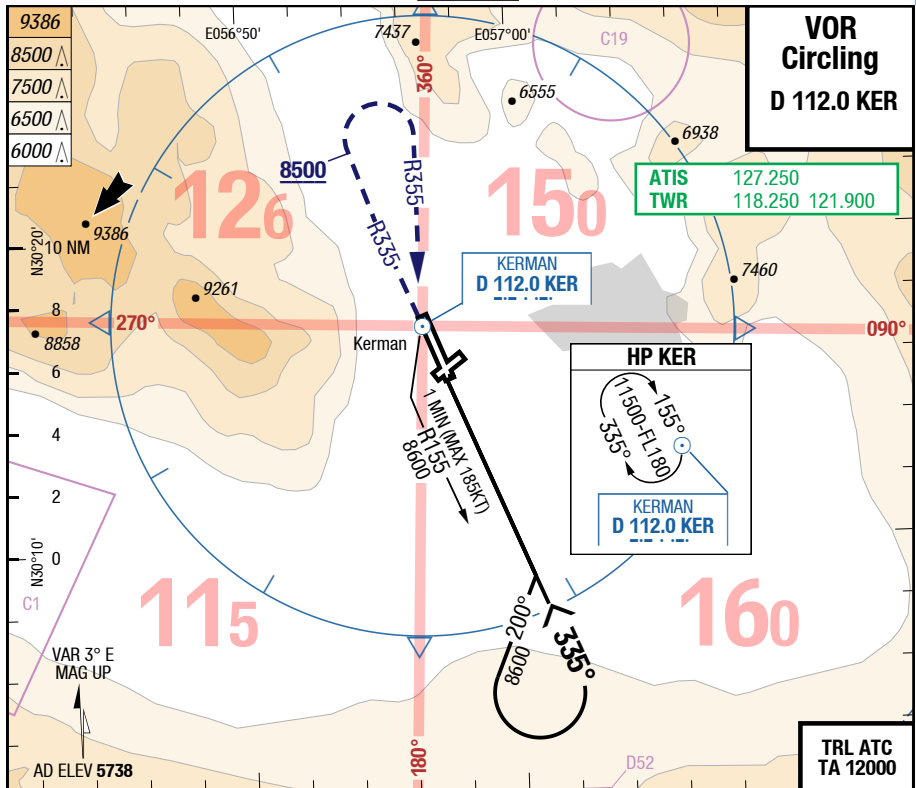 9386
8500
7500
6500
6000
E056°50'
7437
E057°00'
C19
360°
VOR
Circling
D 112.0 KER
6555
6938
8500
R355
R335
126
150
ATIS 127.250
TWR 118.250 121.900
9386
N30°20'
10 NM
9261
KERMAN
D 112.0 KER
7460
8
270°
090°
8858
Kerman
6
HP KER
1 MIN (MAX 185KT)
R155
8600
155°
11500-FL180
335°
4
KERMAN
D 112.0 KER
2
N30°10'
0
C1
115
160
200°
8600
335°
VAR 3° E
MAG UP
180°
AD ELEV 5738
D52
TRL ATC
TA 12000